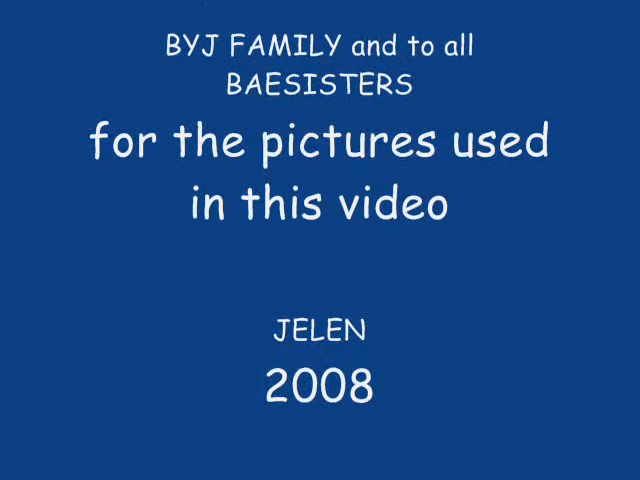 BYJ FAMILY and to all
BAESISTERS
for the pictures used
in this video
JELEN
2008